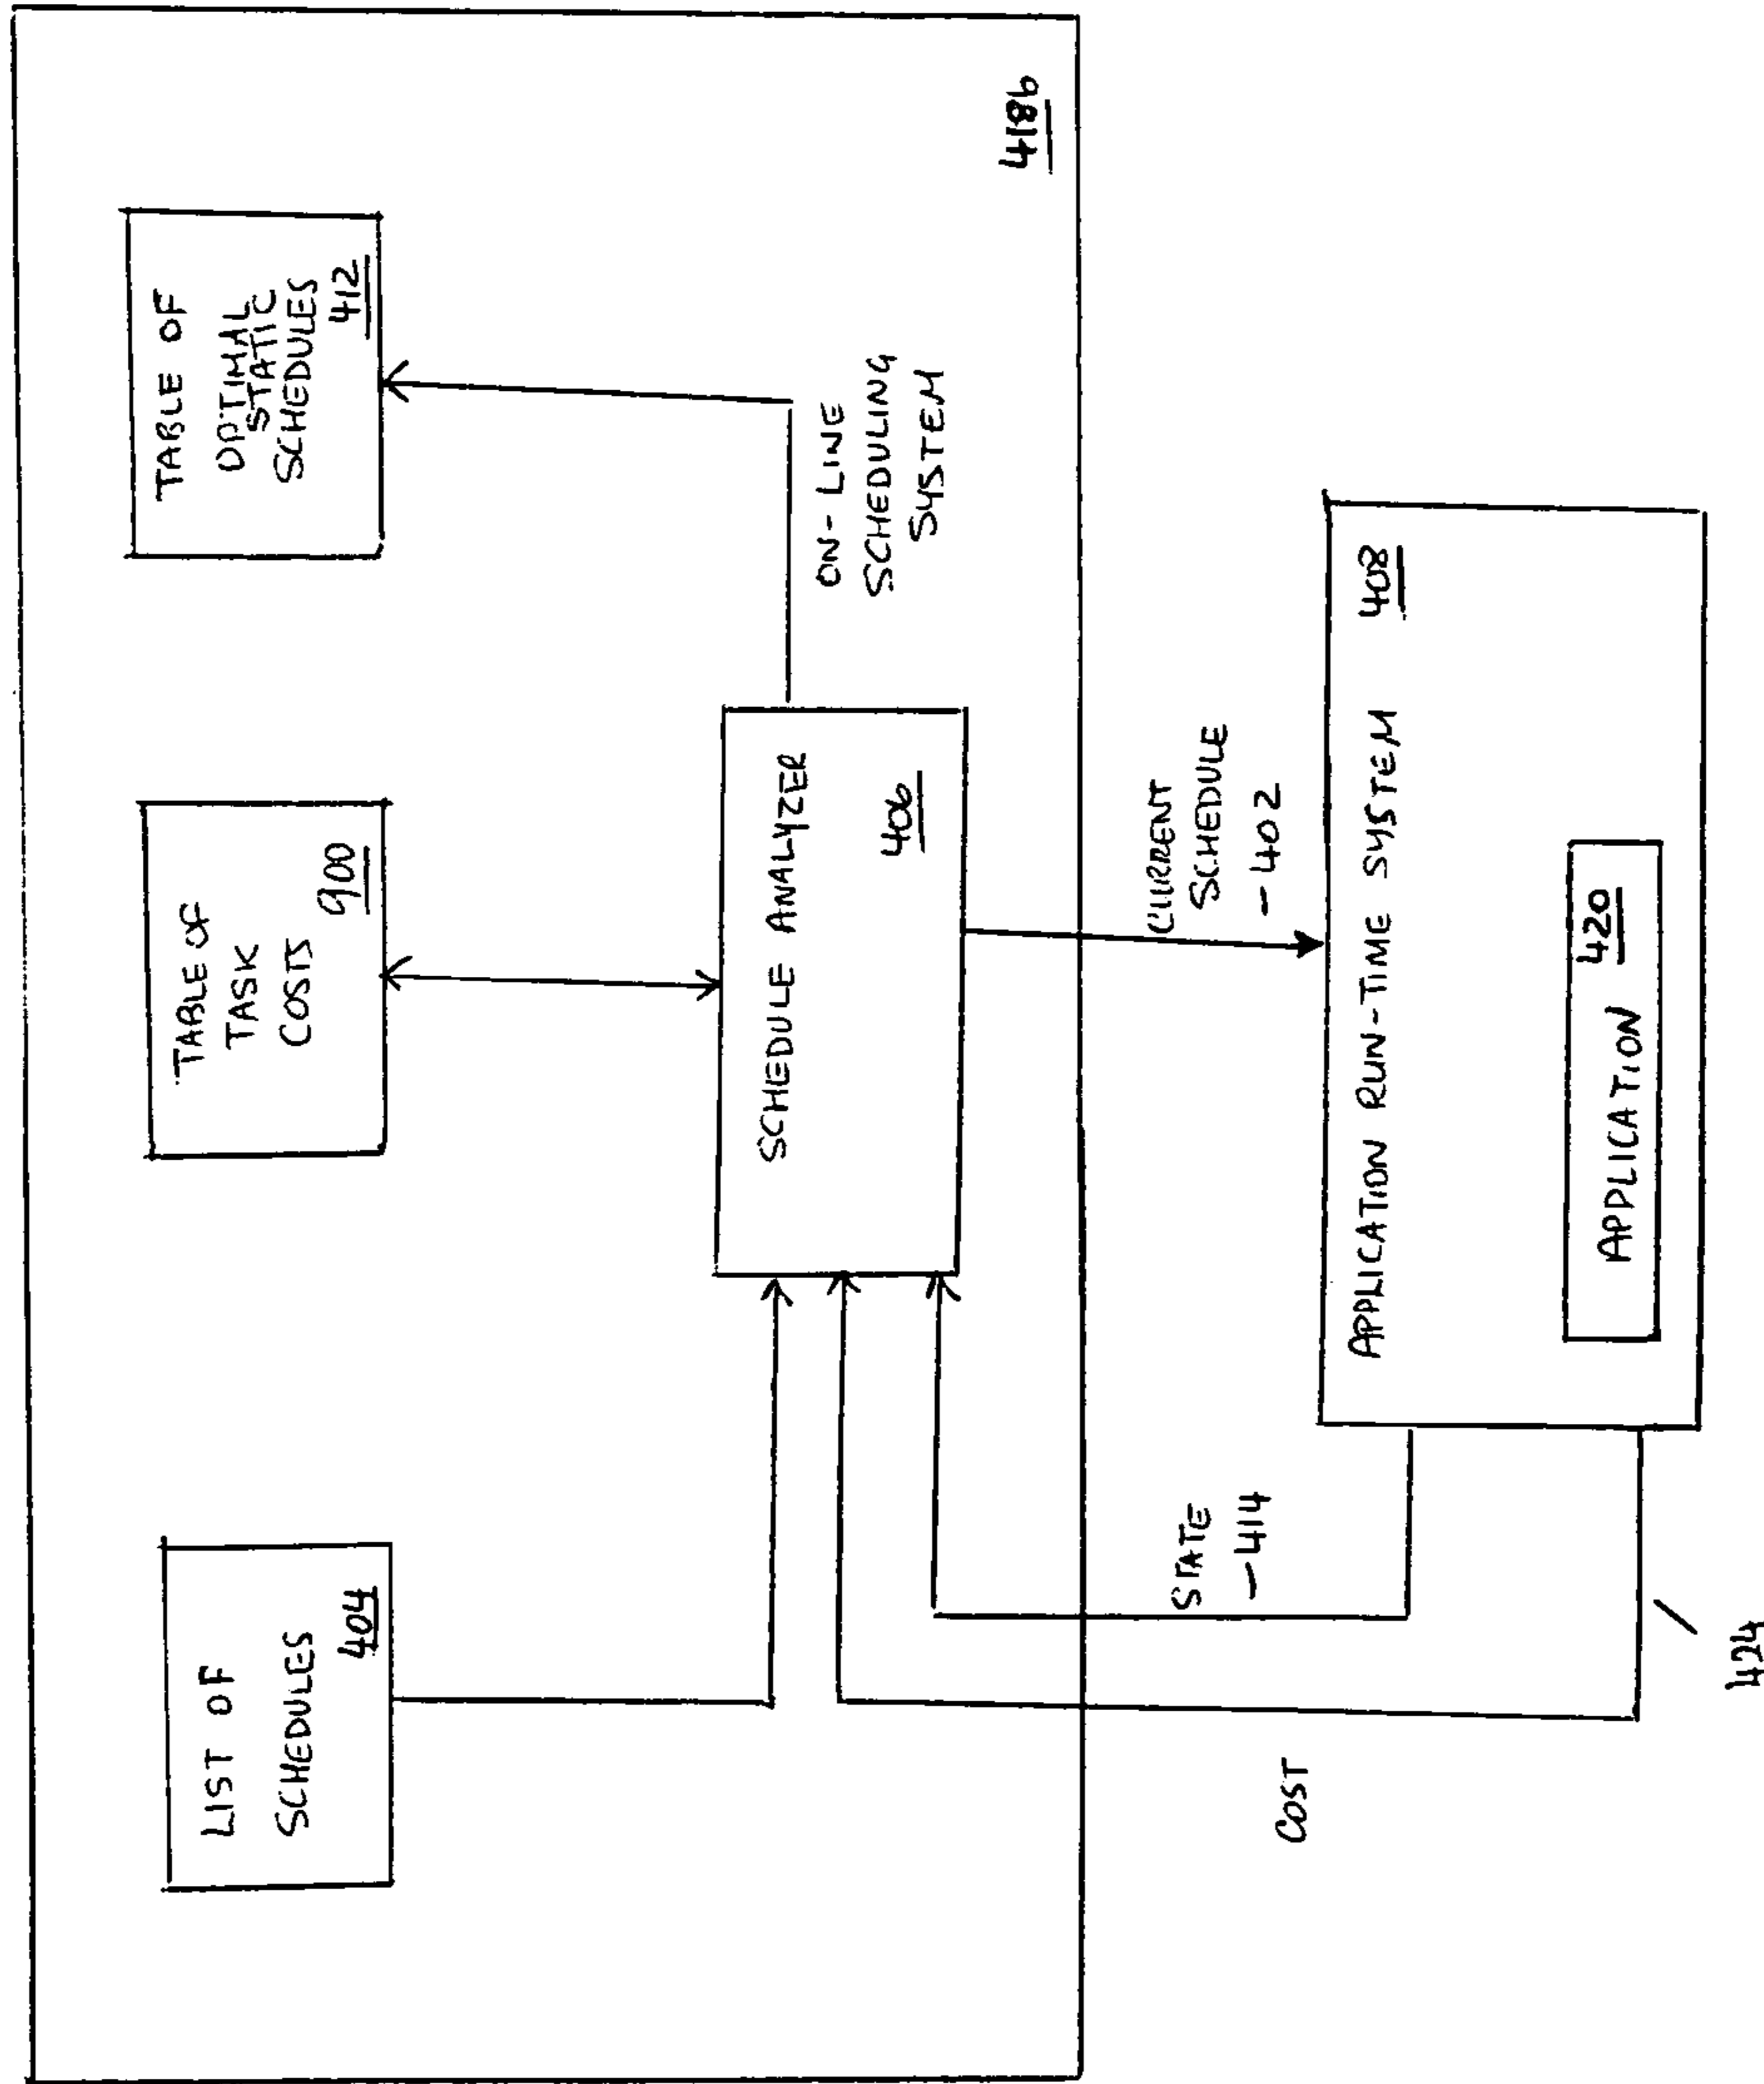 LIST OF
SCHEDULES
404
TABLE OF
TASK
COSTS
900
TABLE OF
OPTIMAL
STATIC
SCHEDULES
412
SCHEDULE ANALYZER
406
ON-LINE
SCHEDULING
SYSTEM
418b
STATE
-414
COST
CURRENT
SCHEDULE
-402
APPLICATION RUN-TIME SYSTEM 408
APPLICATION 420
424